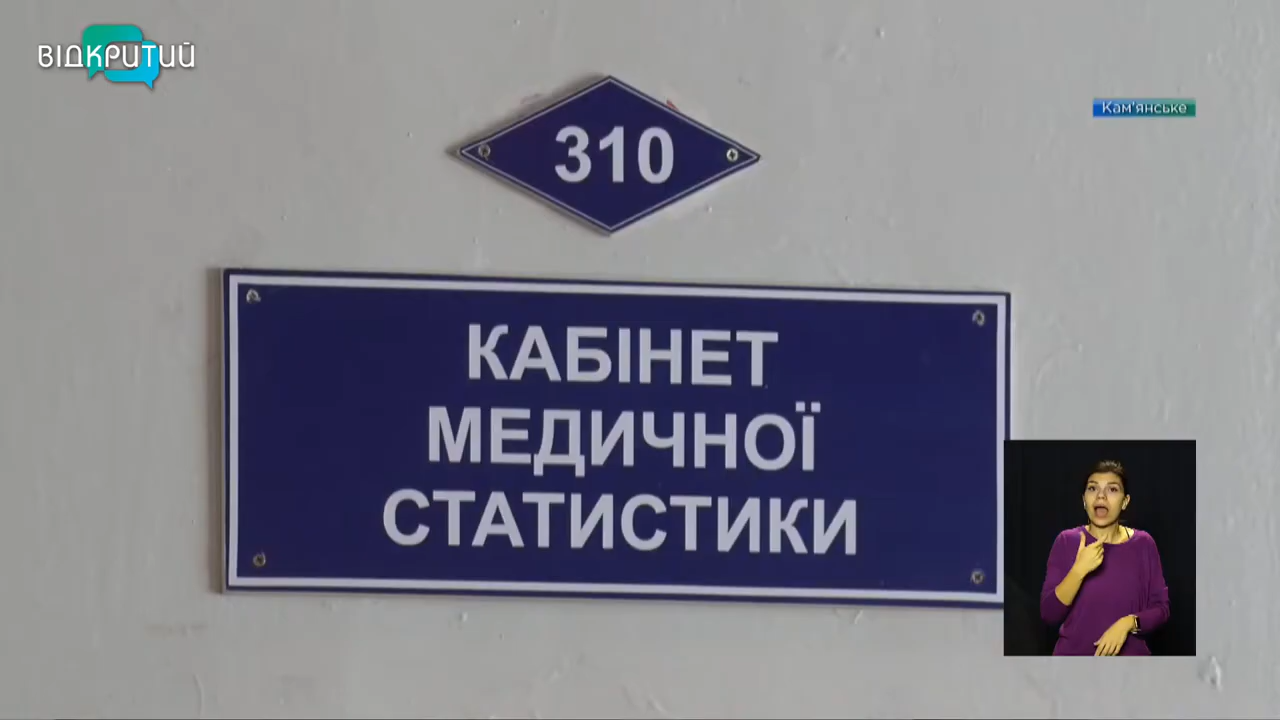 ВІДКРИТИЙ
Кам'янське
310
КАБІНЕТ
МЕДИЧНОЇ
СТАТИСТИКИ